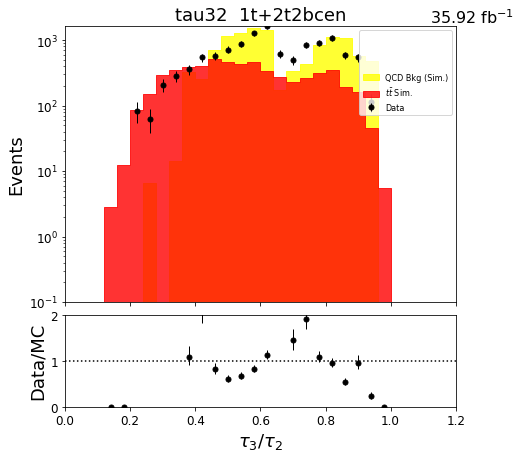 tau32 1t+2t2bcen
35.92 fb⁻¹
QCD Bkg (Sim.)
tt̄ Sim.
Data
Events
10³
10²
10¹
10⁰
10⁻¹
Data/MC
2
1
0
0.0 0.2 0.4 0.6 0.8 1.0 1.2
τ₃/τ₂